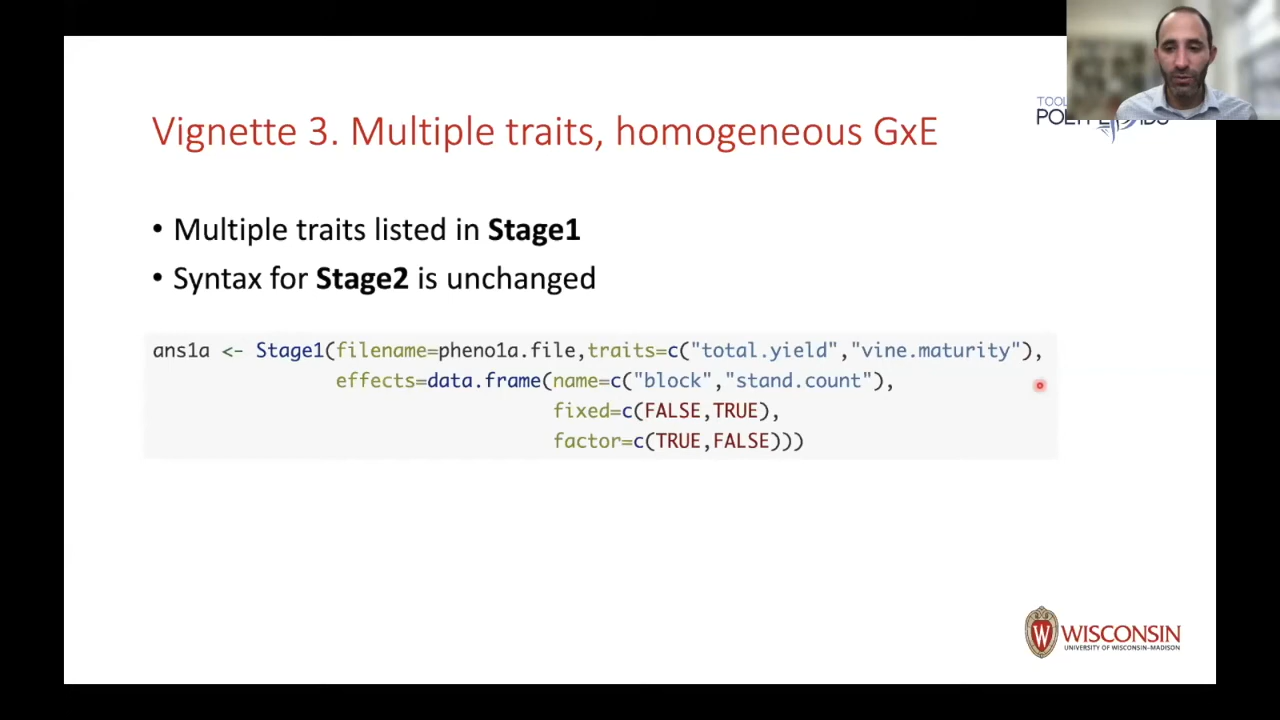 Vignette 3. Multiple traits, homogeneous GxE
• Multiple traits listed in Stage1
• Syntax for Stage2 is unchanged
ans1a <- Stage1(filename=pheno1a.file,traits=c("total.yield","vine.maturity"),
effects=data.frame(name=c("block","stand.count"),
fixed=c(FALSE,TRUE),
factor=c(TRUE,FALSE)))
W WISCONSIN
UNIVERSITY OF WISCONSIN-MADISON